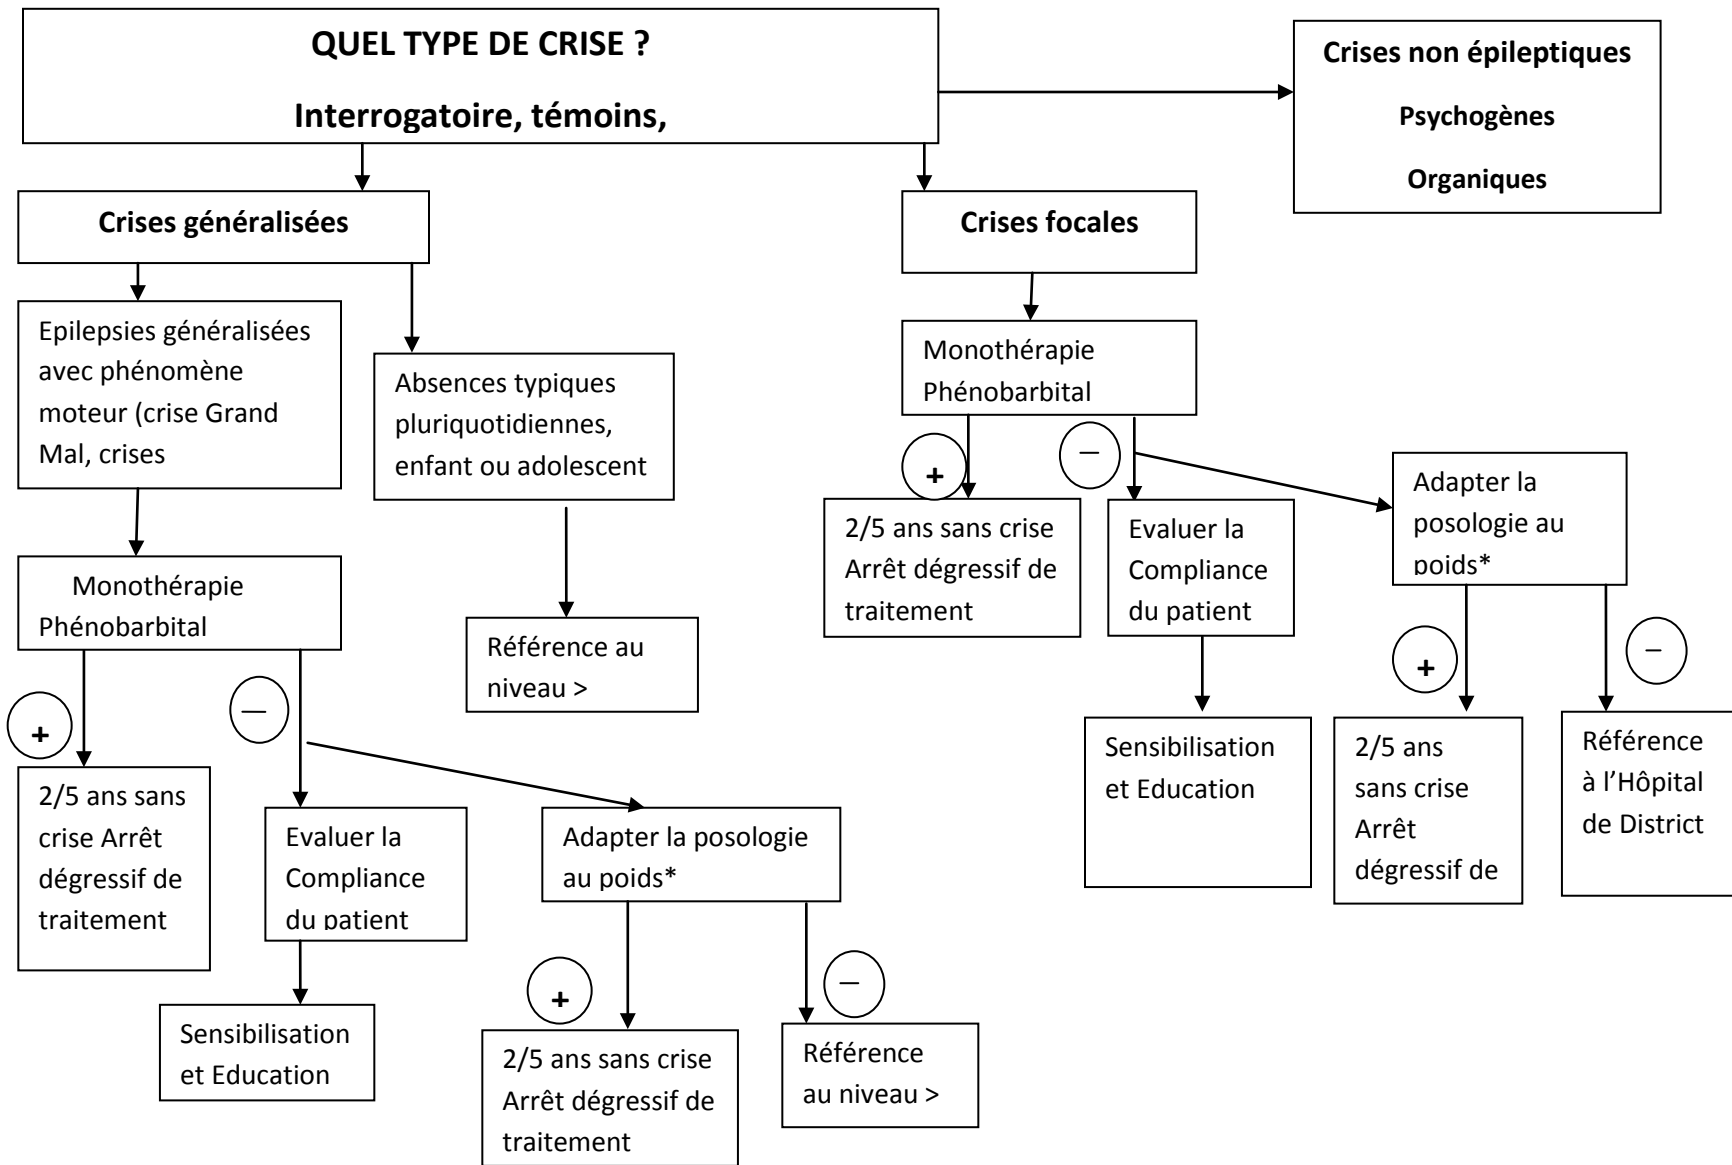 QUEL TYPE DE CRISE ?
Interrogatoire, témoins,
Crises non épileptiques
Psychogènes
Organiques
Crises généralisées
Crises focales
Epilepsies généralisées
avec phénomène
moteur (crise Grand
Mal, crises
Absences typiques
pluriquotidiennes,
enfant ou adolescent
Monothérapie
Phénobarbital
+
—
2/5 ans sans crise
Arrêt dégressif de
traitement
Evaluer la
Compliance
du patient
Adapter la
posologie au
poids*
Monothérapie
Phénobarbital
Référence au
niveau >
+
—
Sensibilisation
et Education
+
—
2/5 ans
sans crise
Arrêt
dégressif de
Référence
à l’Hôpital
de District
2/5 ans sans
crise Arrêt
dégressif de
traitement
Evaluer la
Compliance
du patient
Adapter la posologie
au poids*
+
—
Sensibilisation
et Education
2/5 ans sans crise
Arrêt dégressif de
traitement
Référence
au niveau >